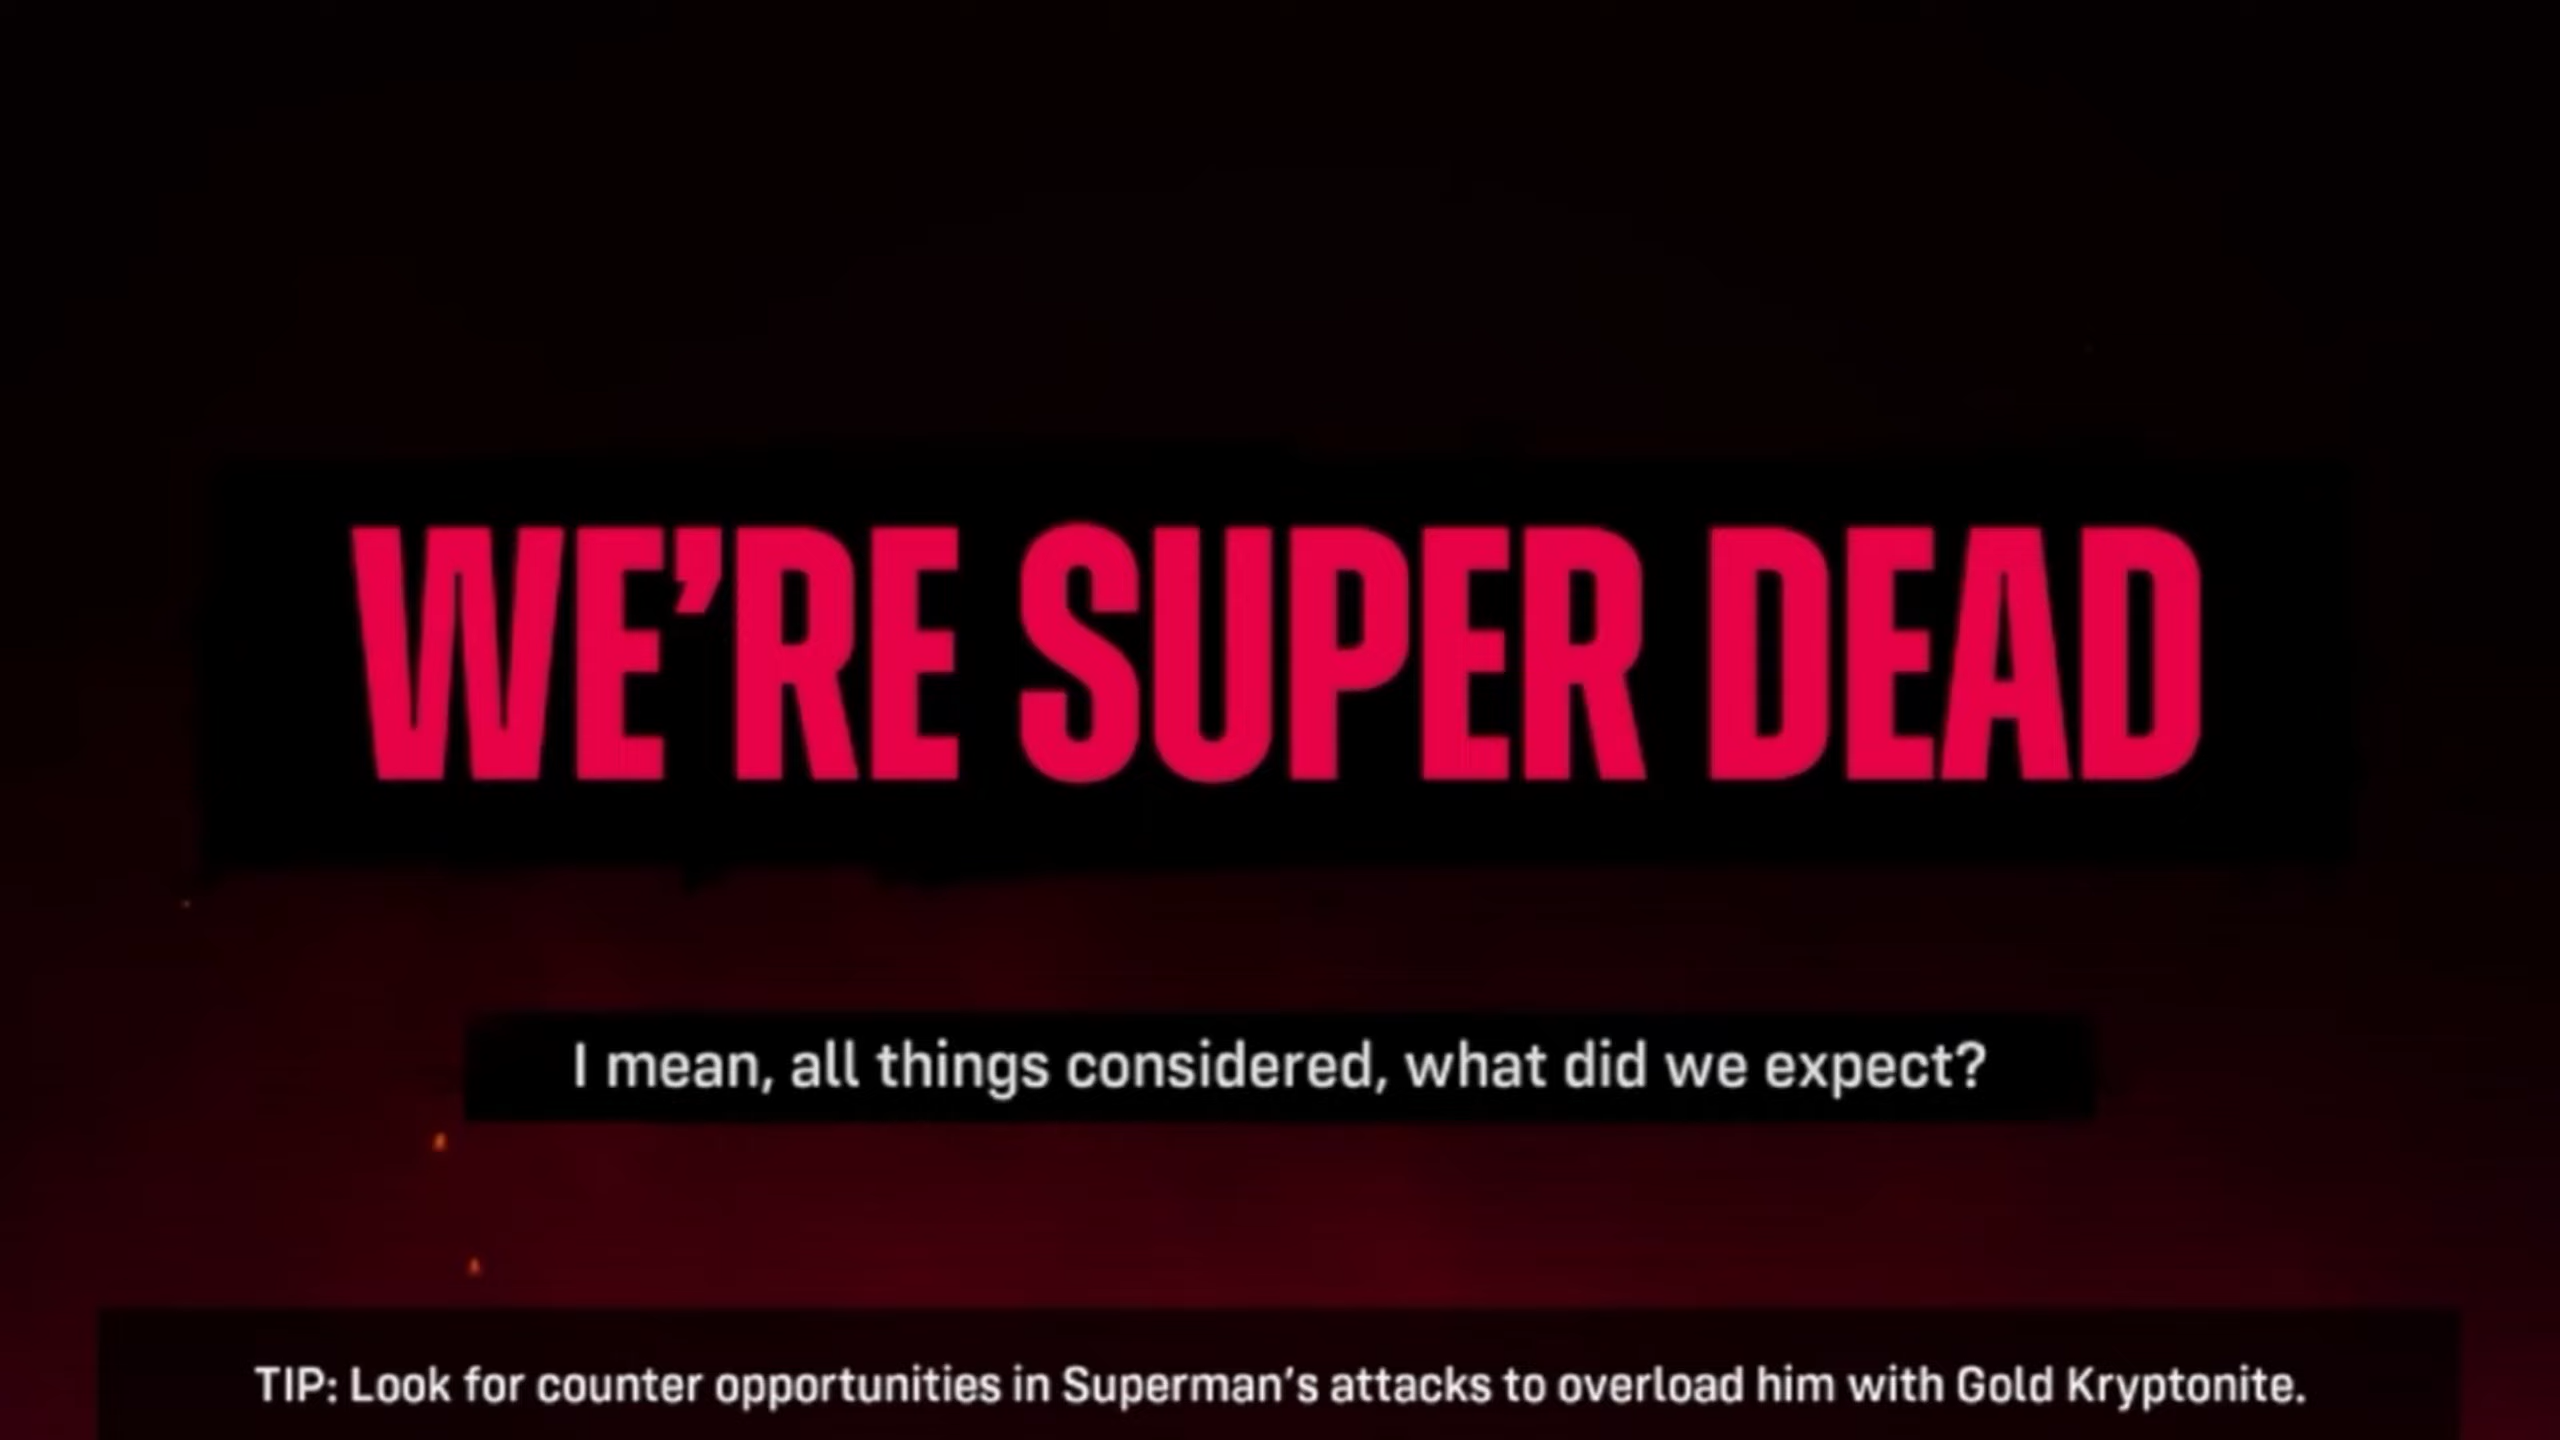 WE’RE SUPER DEAD
I mean, all things considered, what did we expect?
TIP: Look for counter opportunities in Superman’s attacks to overload him with Gold Kryptonite.